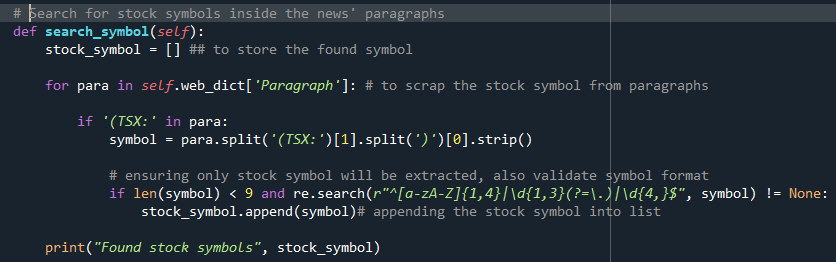 # Search for stock symbols inside the news' paragraphs
def search_symbol(self):
    stock_symbol = [] ## to store the found symbol
    for para in self.web_dict['Paragraph']: # to scrap the stock symbol from paragraphs
        if '(TSX:' in para:
            symbol = para.split('(TSX:')[1].split(')')[0].strip()
            # ensuring only stock symbol will be extracted, also validate symbol format
            if len(symbol) < 9 and re.search(r"^[a-zA-Z]{1,4}|\d{1,3}(?=\.)|\d{4,}$", symbol) != None:
                stock_symbol.append(symbol)# appending the stock symbol into list
    print("Found stock symbols", stock_symbol)